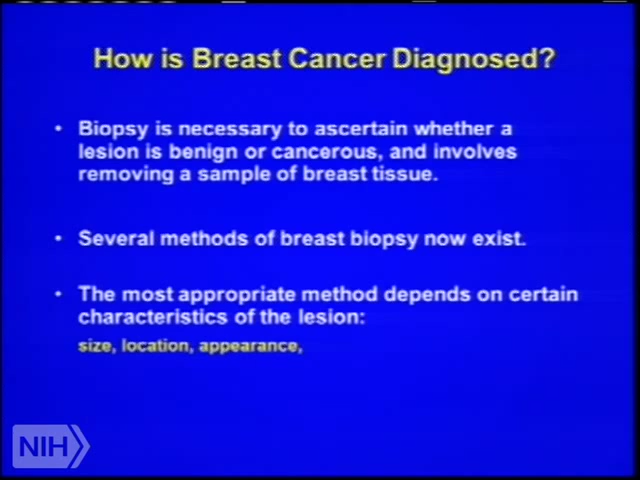 How is Breast Cancer Diagnosed?
• Biopsy is necessary to ascertain whether a
lesion is benign or cancerous, and involves
removing a sample of breast tissue.
• Several methods of breast biopsy now exist.
• The most appropriate method depends on certain
characteristics of the lesion:
size, location, appearance,
NIH